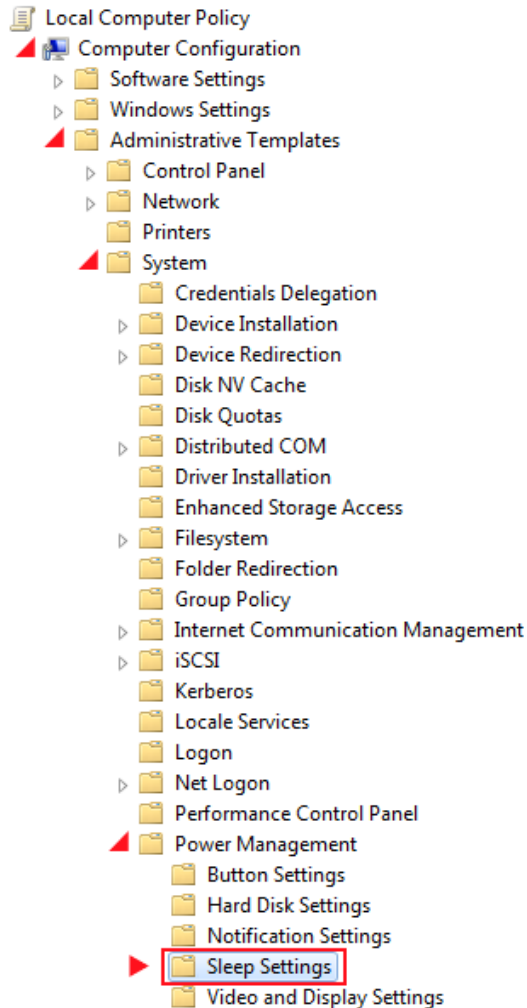 Local Computer Policy
Computer Configuration
Software Settings
Windows Settings
Administrative Templates
Control Panel
Network
Printers
System
Credentials Delegation
Device Installation
Device Redirection
Disk NV Cache
Disk Quotas
Distributed COM
Driver Installation
Enhanced Storage Access
Filesystem
Folder Redirection
Group Policy
Internet Communication Management
iSCSI
Kerberos
Locale Services
Logon
Net Logon
Performance Control Panel
Power Management
Button Settings
Hard Disk Settings
Notification Settings
Sleep Settings
Video and Display Settings